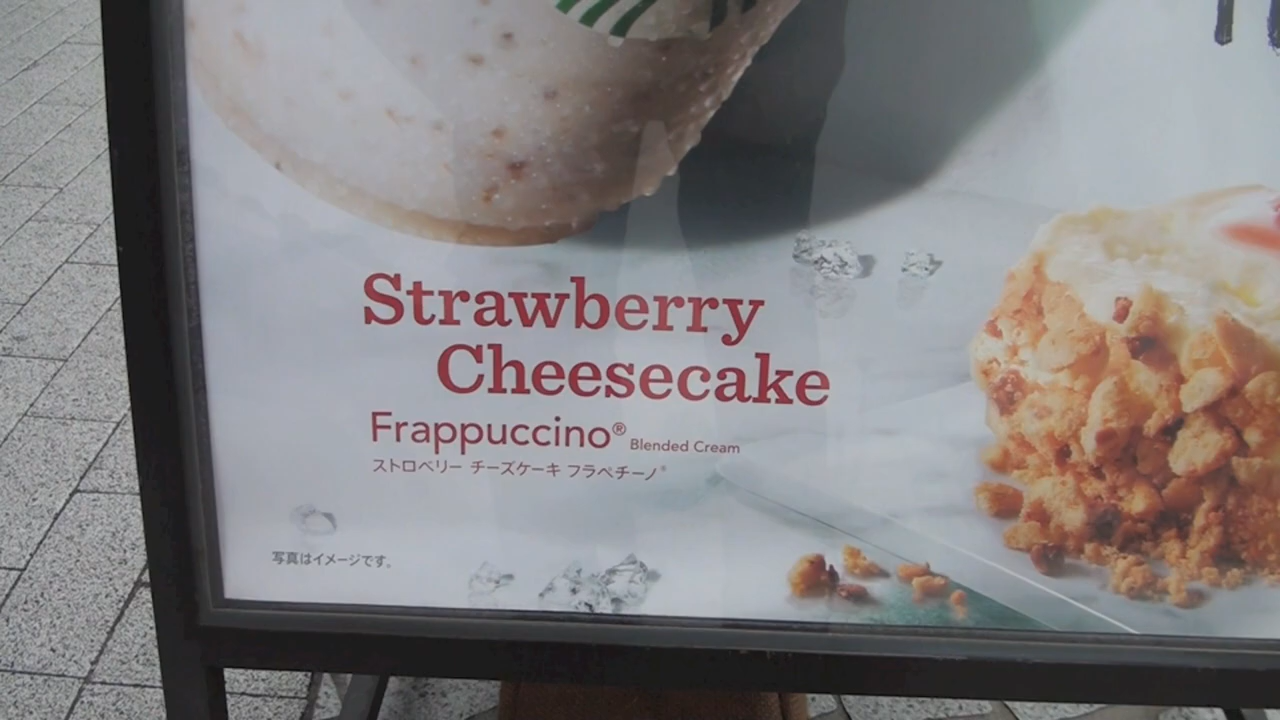 Strawberry
Cheesecake
Frappuccino® Blended Cream
ストロベリー チーズケーキ フラペチーノ®
写真はイメージです。